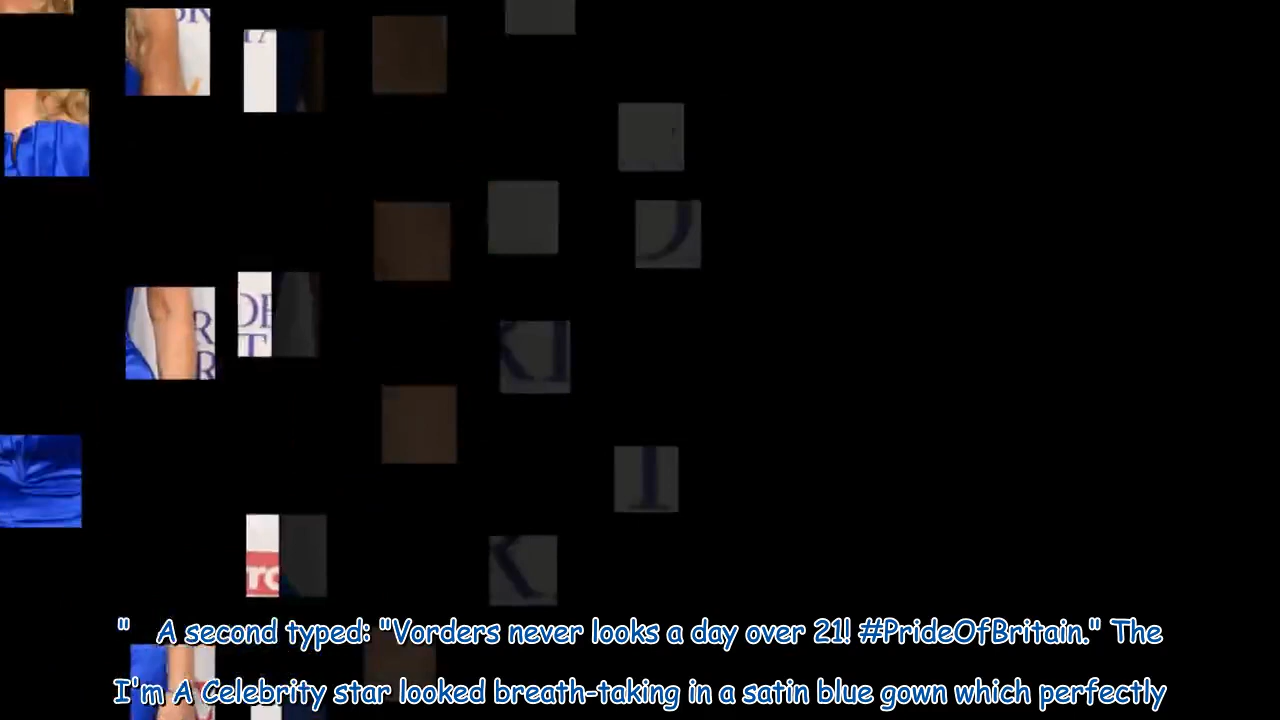 "   A second typed: "Vorders never looks a day over 21! #PrideOfBritain." The
I'm A Celebrity star looked breath-taking in a satin blue gown which perfectly